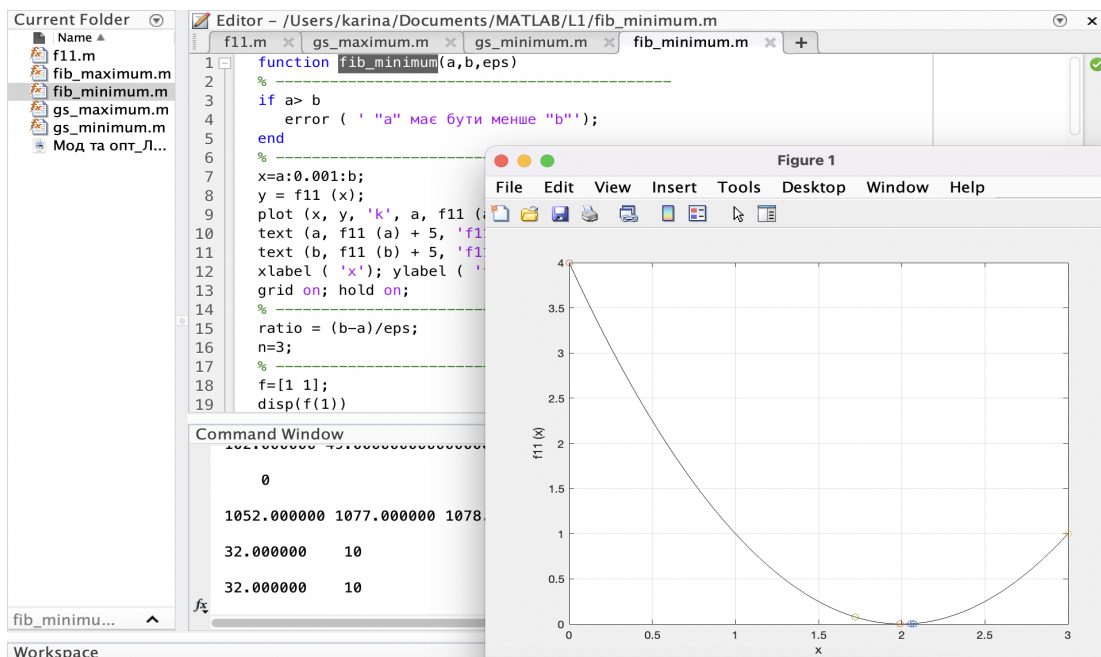 Current Folder
Name
f11.m
fib_maximum.m
fib_minimum.m
gs_maximum.m
gs_minimum.m
Мод та опт_Л...
fib_minimu...
Workspace
Editor – /Users/karina/Documents/MATLAB/L1/fib_minimum.m
f11.m gs_maximum.m gs_minimum.m fib_minimum.m
1 function fib_minimum(a,b,eps)
2 % --------------------------------------------
3 if a> b
4 error ( ' "a" має бути менше "b"');
5 end
6 % -----------------------
7 x=a:0.001:b;
8 y = f11 (x);
9 plot (x, y, 'k', a, f11 (a
10 text (a, f11 (a) + 5, 'f1
11 text (b, f11 (b) + 5, 'f1
12 xlabel ( 'x'); ylabel ( '
13 grid on; hold on;
14 % -----------------------
15 ratio = (b-a)/eps;
16 n=3;
17 % -----------------------
18 f=[1 1];
19 disp(f(1))
Command Window
0
1052.000000 1077.000000 1078.
32.000000 10
32.000000 10
fx
Figure 1
File Edit View Insert Tools Desktop Window Help
4
3.5
3
2.5
2
1.5
1
0.5
0
f11 (x)
0 0.5 1 1.5 2 2.5 3
x